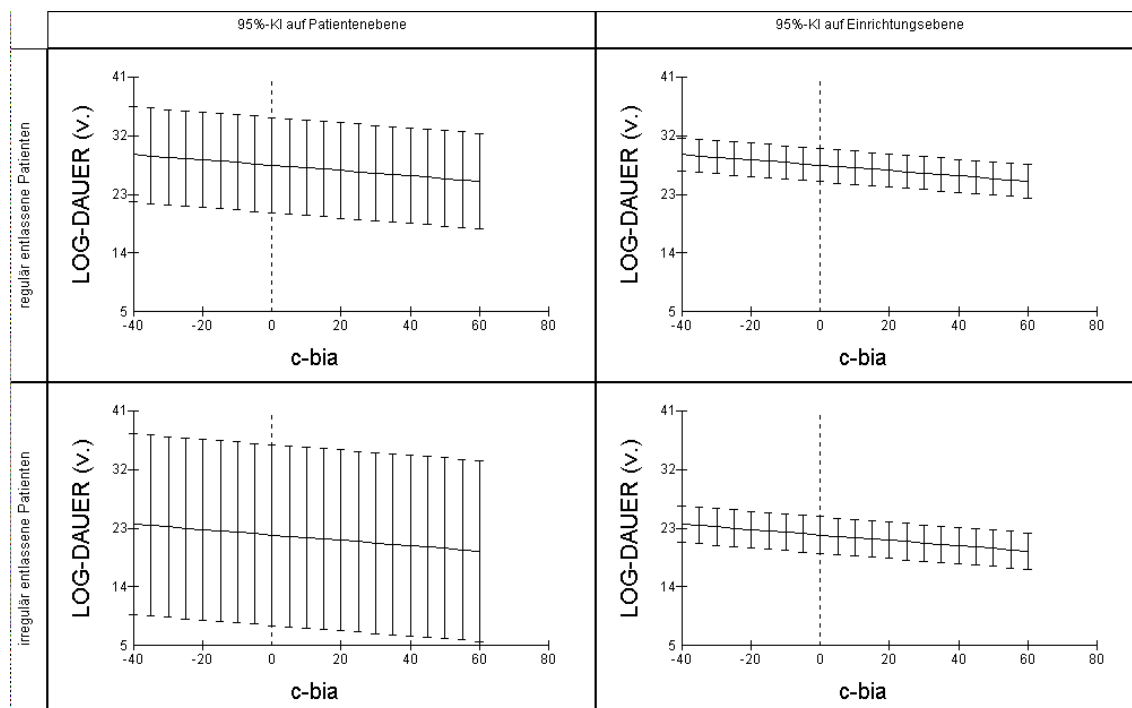 95%-KI auf Patientenebene
95%-KI auf Einrichtungsebene
regulär entlassene Patienten
LOG-DAUER (v.)
41
32
23
14
5
-40 -20 0 20 40 60 80
c-bia
LOG-DAUER (v.)
41
32
23
14
5
-40 -20 0 20 40 60 80
c-bia
irregulär entlassene Patienten
LOG-DAUER (v.)
41
32
23
14
5
-40 -20 0 20 40 60 80
c-bia
LOG-DAUER (v.)
41
32
23
14
5
-40 -20 0 20 40 60 80
c-bia